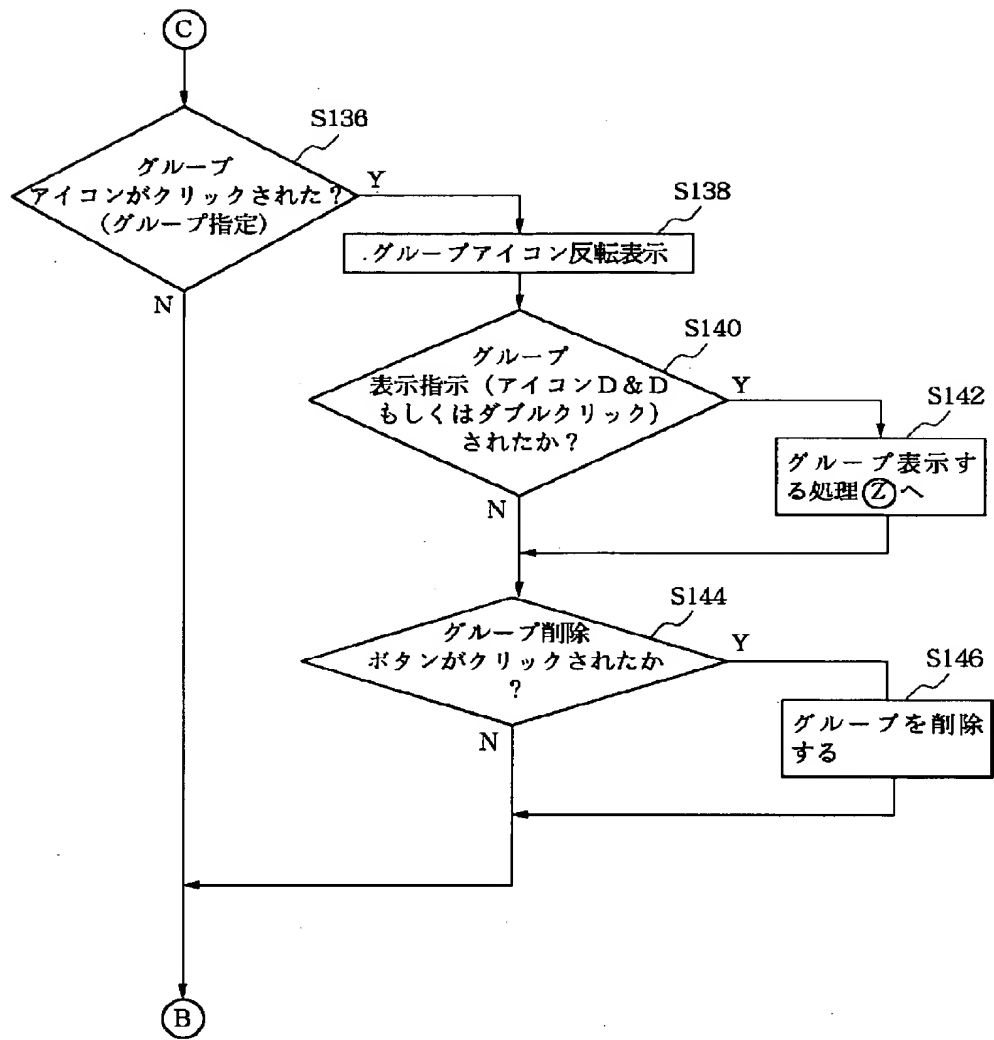 C
S136
グループ
アイコンがクリックされた？
（グループ指定）
Y
N
S138
グループアイコン反転表示
S140
グループ
表示指示（アイコンＤ＆Ｄ
もしくはダブルクリック）
されたか？
Y
N
S142
グループ表示す
る処理Ⓩへ
S144
グループ削除
ボタンがクリックされたか
？
Y
N
S146
グループを削除
する
B